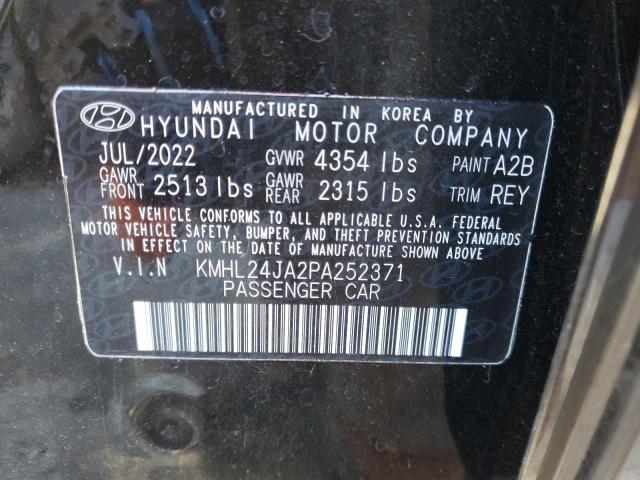 MANUFACTURED IN KOREA BY
HYUNDAI MOTOR COMPANY
JUL/2022 GVWR 4354 lbs PAINT A2B
GAWR FRONT 2513 lbs GAWR REAR 2315 lbs TRIM REY
THIS VEHICLE CONFORMS TO ALL APPLICABLE U.S.A. FEDERAL
MOTOR VEHICLE SAFETY, BUMPER, AND THEFT PREVENTION STANDARDS
IN EFFECT ON THE DATE OF MANUFACTURE SHOWN ABOVE
V.I.N KMHL24JA2PA252371
PASSENGER CAR